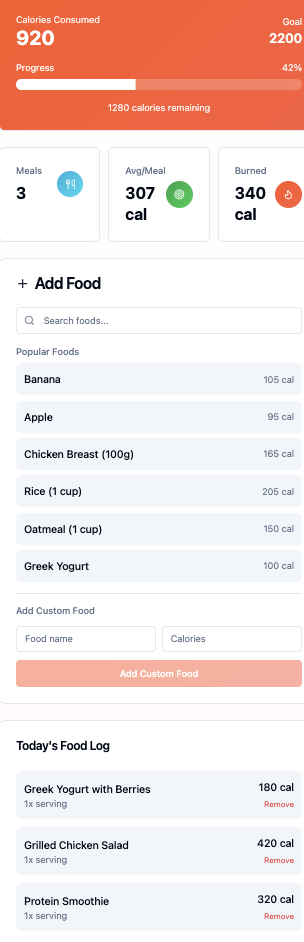 Calories Consumed
920
Goal
2200
Progress
42%
1280 calories remaining
Meals
3
Avg/Meal
307
cal
Burned
340
cal
+ Add Food
Search foods...
Popular Foods
Banana 105 cal
Apple 95 cal
Chicken Breast (100g) 165 cal
Rice (1 cup) 205 cal
Oatmeal (1 cup) 150 cal
Greek Yogurt 100 cal
Add Custom Food
Food name
Calories
Add Custom Food
Today's Food Log
Greek Yogurt with Berries 180 cal
1x serving Remove
Grilled Chicken Salad 420 cal
1x serving Remove
Protein Smoothie 320 cal
1x serving Remove